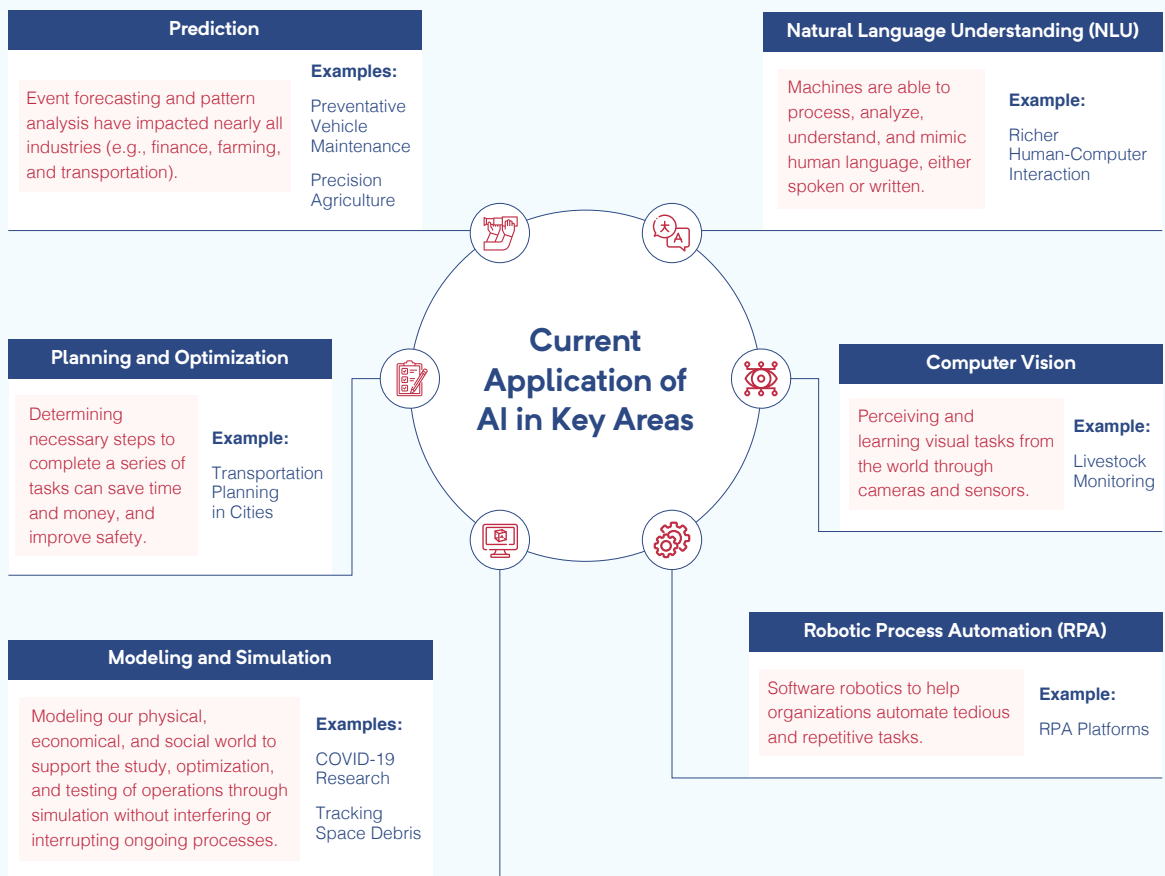 Prediction
Event forecasting and pattern
analysis have impacted nearly all
industries (e.g., finance, farming,
and transportation).
Examples:
Preventative
Vehicle
Maintenance
Precision
Agriculture
Natural Language Understanding (NLU)
Machines are able to
process, analyze,
understand, and mimic
human language, either
spoken or written.
Example:
Richer
Human-Computer
Interaction
Current
Application of
AI in Key Areas
Planning and Optimization
Determining
necessary steps to
complete a series of
tasks can save time
and money, and
improve safety.
Example:
Transportation
Planning
in Cities
Computer Vision
Perceiving and
learning visual tasks from
the world through
cameras and sensors.
Example:
Livestock
Monitoring
Modeling and Simulation
Modeling our physical,
economical, and social world to
support the study, optimization,
and testing of operations through
simulation without interfering or
interrupting ongoing processes.
Examples:
COVID-19
Research
Tracking
Space Debris
Robotic Process Automation (RPA)
Software robotics to help
organizations automate tedious
and repetitive tasks.
Example:
RPA Platforms